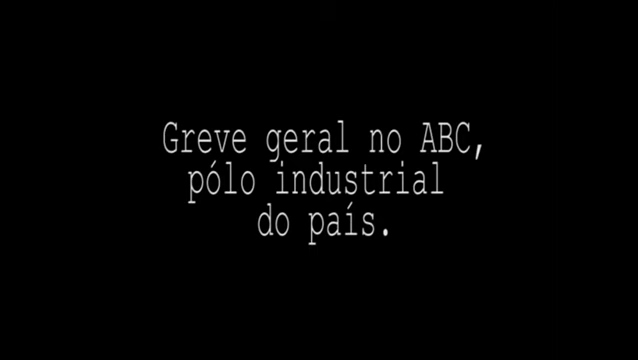 Greve geral no ABC,
pólo industrial
do país.